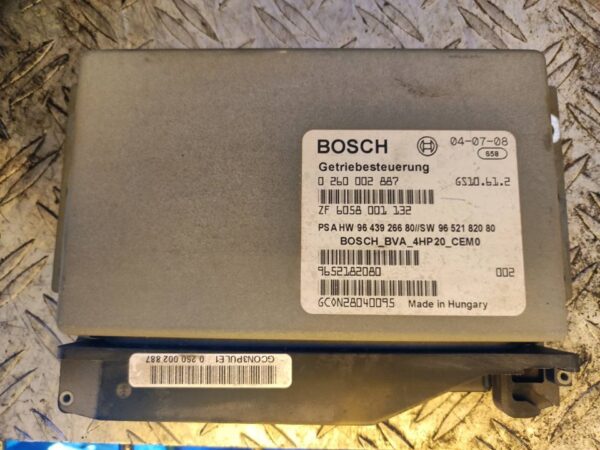 BOSCH 04-07-08
Getriebesteuerung 658
0 260 002 887 GS10.61.2
ZF 6058 001 132
PSA HW 96 439 266 80//SW 96 521 820 80
BOSCH_BVA_4HP20_CEM0
9652182080 002
GCON28040095 Made in Hungary
GCON3PULE1 0 260 002 887